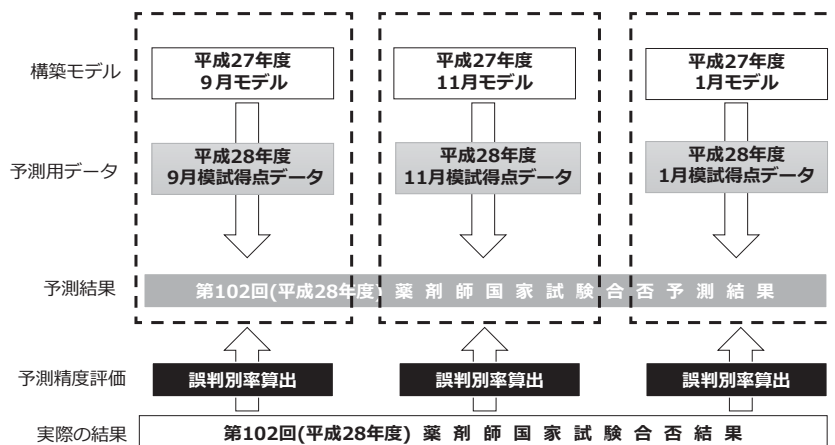 構築モデル
平成27年度
9月モデル
平成27年度
11月モデル
平成27年度
1月モデル
予測用データ
平成28年度
9月模試得点データ
平成28年度
11月模試得点データ
平成28年度
1月模試得点データ
予測結果
第102回(平成28年度) 薬 剤 師 国 家 試 験 合 否 予 測 結 果
予測精度評価
誤判別率算出
誤判別率算出
誤判別率算出
実際の結果
第102回(平成28年度) 薬 剤 師 国 家 試 験 合 否 結 果